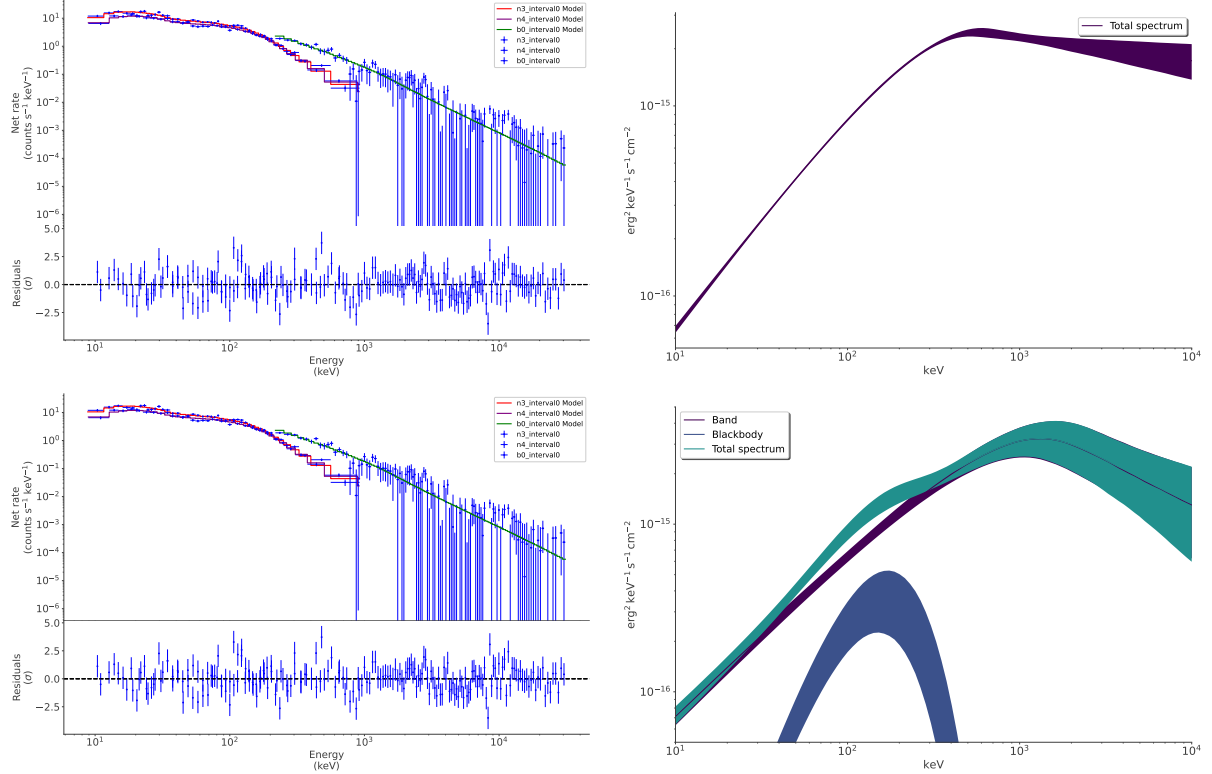 10¹
10⁰
10⁻¹
10⁻²
10⁻³
10⁻⁴
10⁻⁵
10⁻⁶
Net rate
(counts s⁻¹ keV⁻¹)
n3_interval0 Model
n4_interval0 Model
b0_interval0 Model
n3_interval0
n4_interval0
b0_interval0
5.0
2.5
0.0
−2.5
Residuals
(σ)
10¹
10²
10³
10⁴
Energy
(keV)
Total spectrum
10⁻¹⁵
10⁻¹⁶
erg² keV⁻¹ s⁻¹ cm⁻²
10¹
10²
10³
10⁴
keV
10¹
10⁰
10⁻¹
10⁻²
10⁻³
10⁻⁴
10⁻⁵
10⁻⁶
Net rate
(counts s⁻¹ keV⁻¹)
n3_interval0 Model
n4_interval0 Model
b0_interval0 Model
n3_interval0
n4_interval0
b0_interval0
5.0
2.5
0.0
−2.5
Residuals
(σ)
10¹
10²
10³
10⁴
Energy
(keV)
Band
Blackbody
Total spectrum
10⁻¹⁵
10⁻¹⁶
erg² keV⁻¹ s⁻¹ cm⁻²
10¹
10²
10³
10⁴
keV